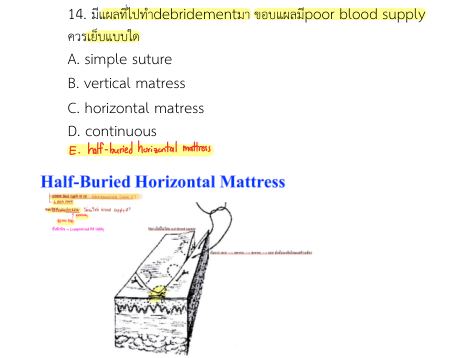 14. มีแผลที่ไปทำdebridementมา ขอบแผลมีpoor blood supply
ควรเย็บแบบใด
A. simple suture
B. vertical matress
C. horizontal matress
D. continuous
E. half-buried horizontal mattress
Half-Buried Horizontal Mattress